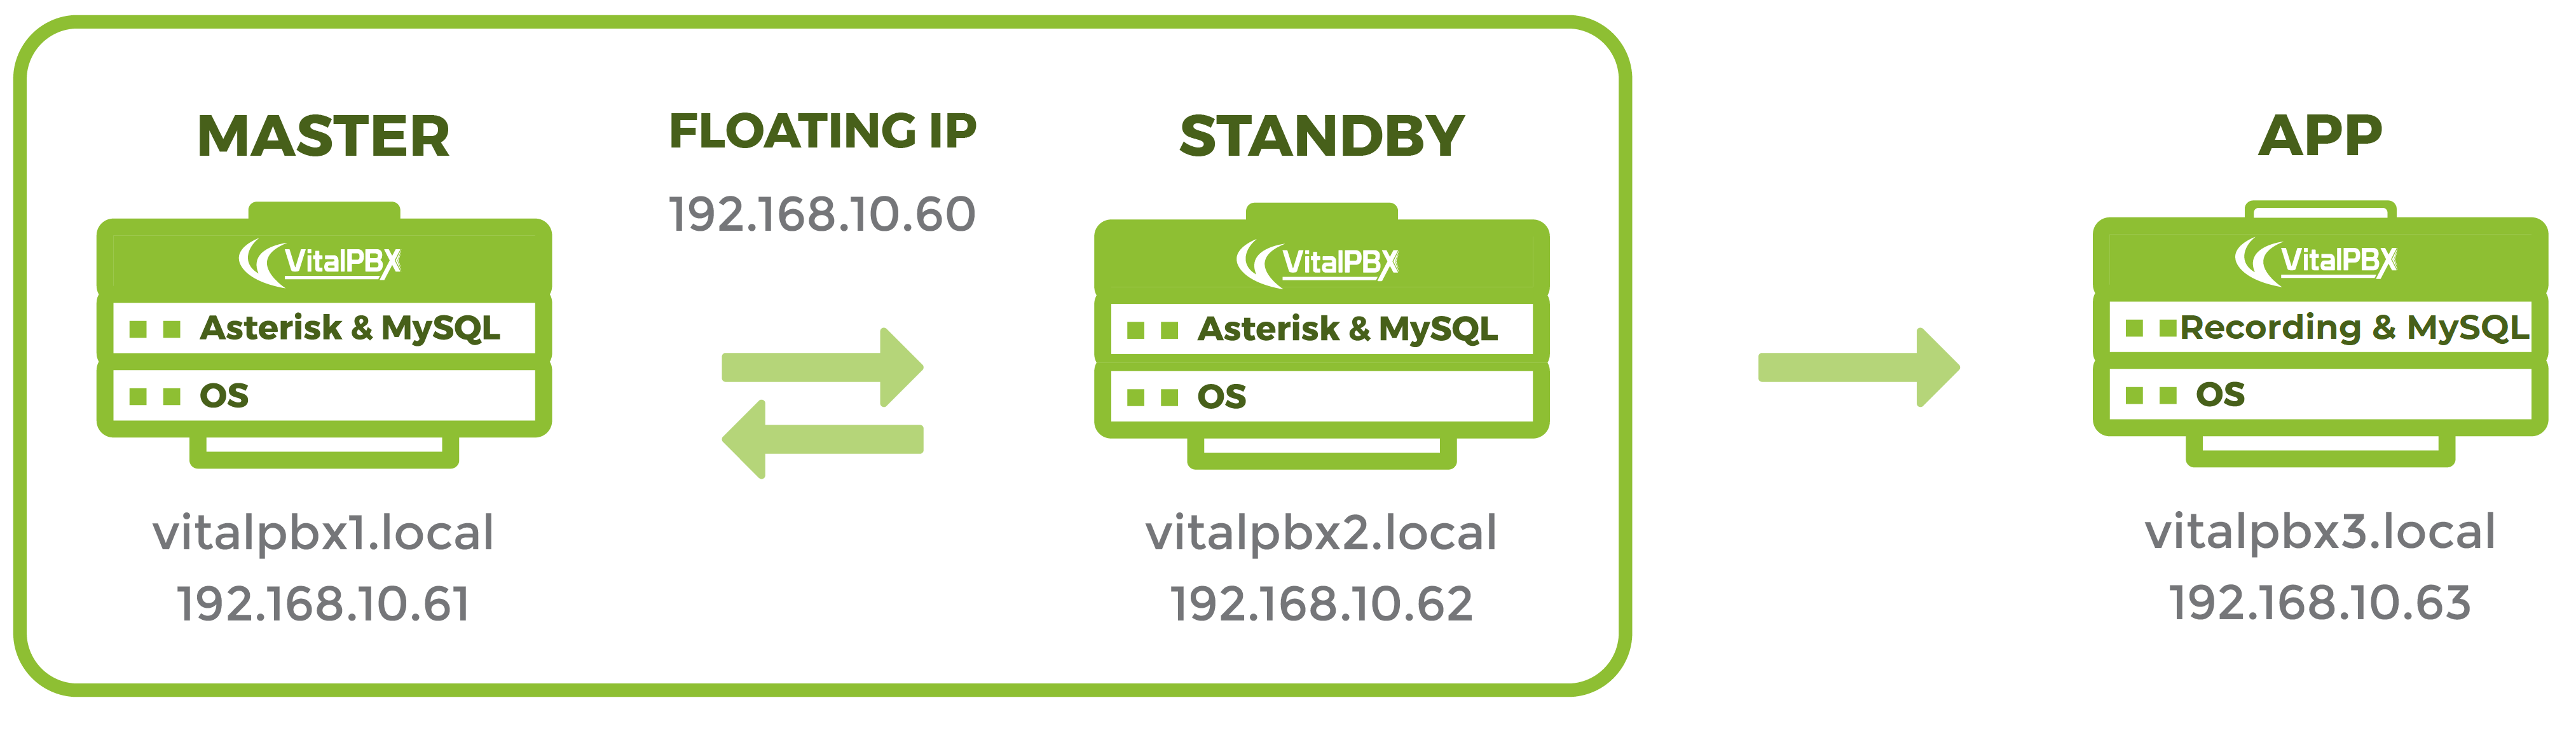 MASTER
FLOATING IP
192.168.10.60
STANDBY
APP
VitalPBX
Asterisk & MySQL
OS
vitalpbx1.local
192.168.10.61
VitalPBX
Asterisk & MySQL
OS
vitalpbx2.local
192.168.10.62
VitalPBX
Recording & MySQL
OS
vitalpbx3.local
192.168.10.63